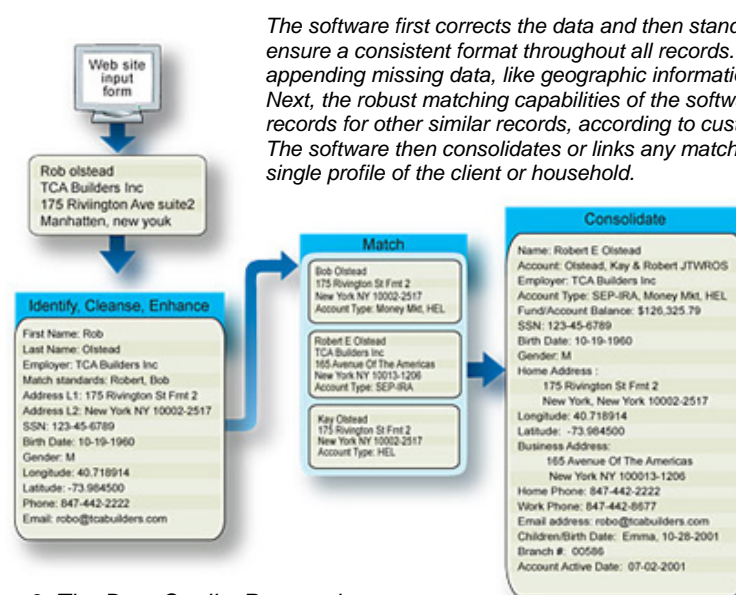 The software first corrects the data and then stand
ensure a consistent format throughout all records.
appending missing data, like geographic informatio
Next, the robust matching capabilities of the softw
records for other similar records, according to cust
The software then consolidates or links any match
single profile of the client or household.
Web site
input
form
Rob olstead
TCA Builders Inc
175 Riviington Ave suite2
Manhatten, new youk
Identify, Cleanse, Enhance
First Name: Rob
Last Name: Olstead
Employer: TCA Builders Inc
Match standards: Robert, Bob
Address L1: 175 Rivington St Frnt 2
Address L2: New York NY 10002-2517
SSN: 123-45-6789
Birth Date: 10-19-1960
Gender: M
Longitude: 40.718914
Latitude: -73.984500
Phone: 847-442-2222
Email: robo@tcabuilders.com
Match
Bob Olstead
175 Rivington St Frnt 2
New York NY 10002-2517
Account Type: Money Mkt, HEL
Robert E Olstead
TCA Builders Inc
165 Avenue Of The Americas
New York NY 10013-1206
Account Type: SEP-IRA
Kay Olstead
175 Rivington St Frnt 2
New York NY 10002-2517
Account Type: HEL
Consolidate
Name: Robert E Olstead
Account: Olstead, Kay & Robert JTWROS
Employer: TCA Builders Inc
Account Type: SEP-IRA, Money Mkt, HEL
Fund/Account Balance: $126,325.79
SSN: 123-45-6789
Birth Date: 10-19-1960
Gender: M
Home Address :
175 Rivington St Frnt 2
New York, New York 10002-2517
Longitude: 40.718914
Latitude: -73.984500
Business Address:
165 Avenue Of The Americas
New York NY 100013-1206
Home Phone: 847-442-2222
Work Phone: 847-442-8677
Email address: robo@tcabuilders.com
Children/Birth Date: Emma, 10-28-2001
Branch #: 00586
Account Active Date: 07-02-2001